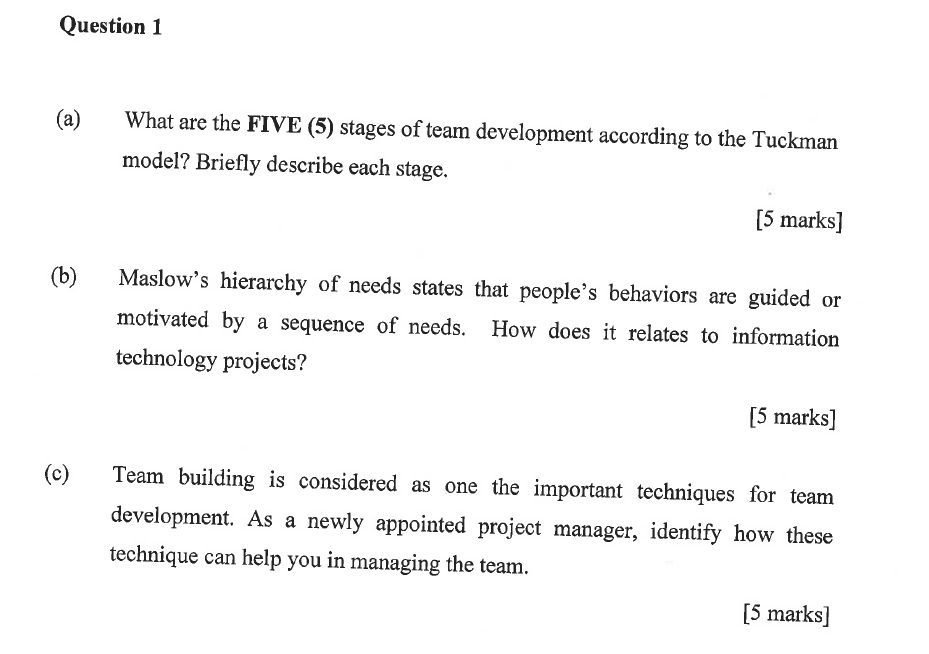 Question 1
(a) What are the FIVE (5) stages of team development according to the Tuckman
model? Briefly describe each stage.
[5 marks]
(b) Maslow's hierarchy of needs states that people's behaviors are guided or
motivated by a sequence of needs. How does it relates to information
technology projects?
[5 marks]
(c) Team building is considered as one the important techniques for team
development. As a newly appointed project manager, identify how these
technique can help you in managing the team.
[5 marks]